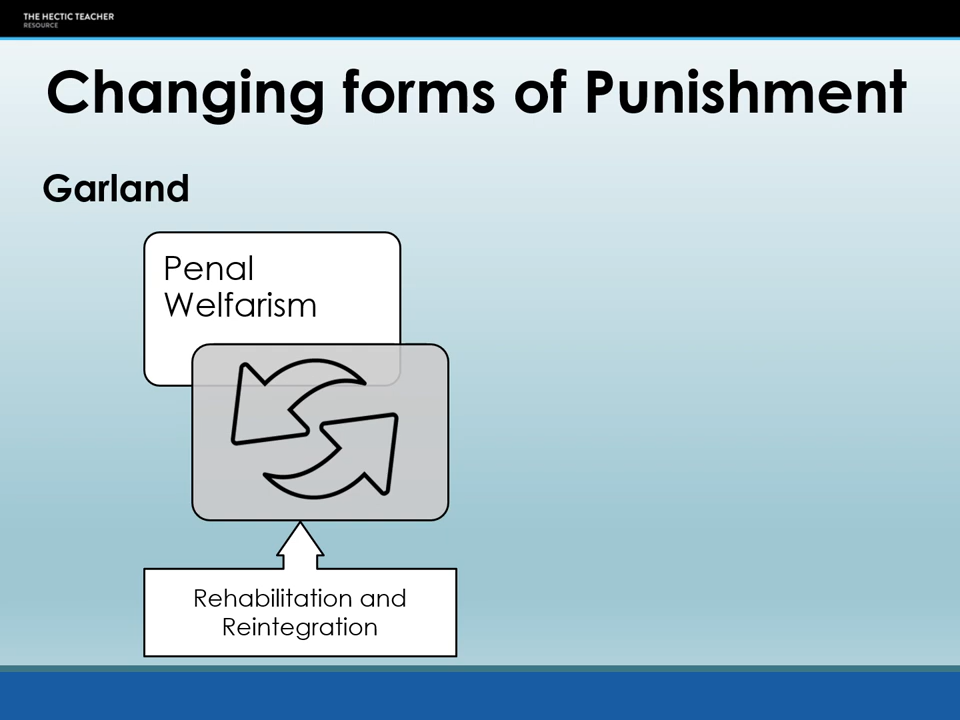 THE HECTIC TEACHER
RESOURCE
Changing forms of Punishment
Garland
Penal
Welfarism
Rehabilitation and
Reintegration